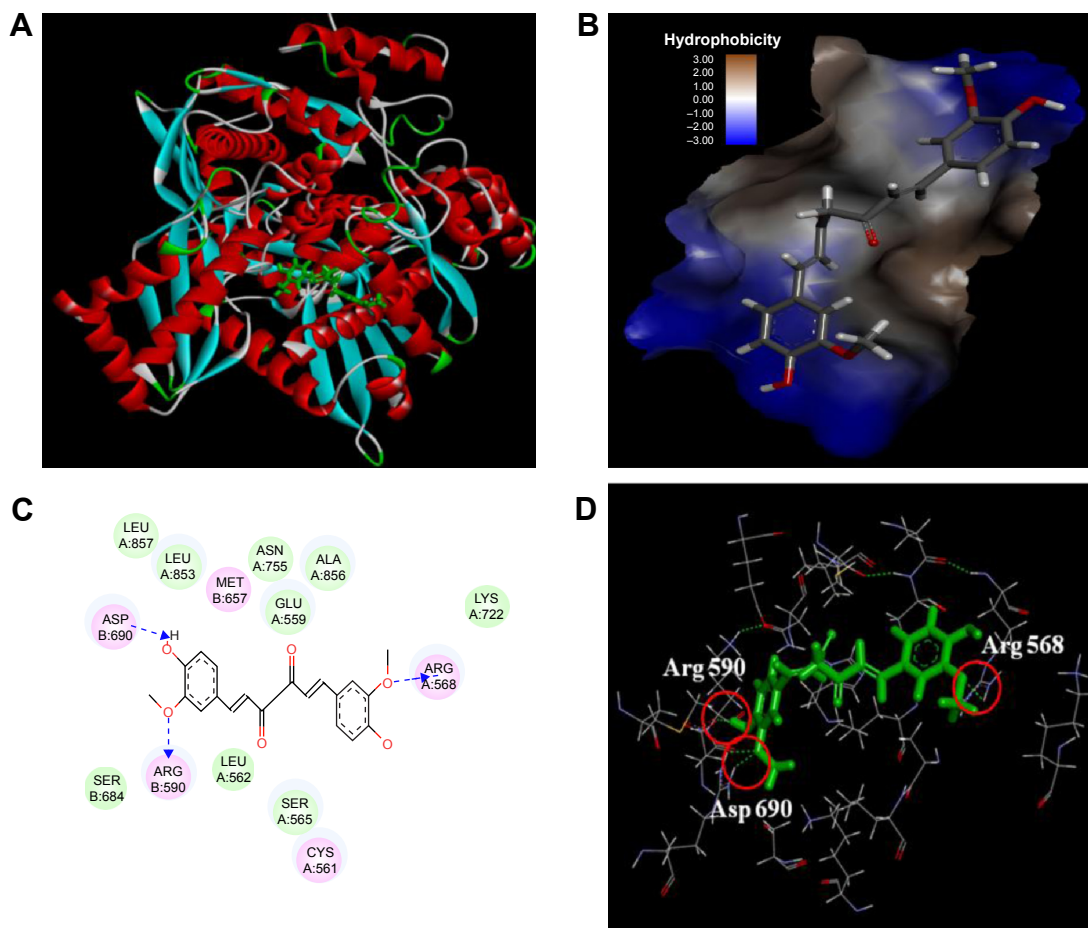 A
B
Hydrophobicity
3.00
2.00
1.00
0.00
–1.00
–2.00
–3.00
C
LEU
A:857
LEU
A:853
MET
B:657
ASN
A:755
ALA
A:856
GLU
A:559
LYS
A:722
ASP
B:690
H
O
O
O
O
O
O
ARG
A:568
SER
B:684
ARG
B:590
LEU
A:562
SER
A:565
CYS
A:561
D
Arg 590
Arg 568
Asp 690